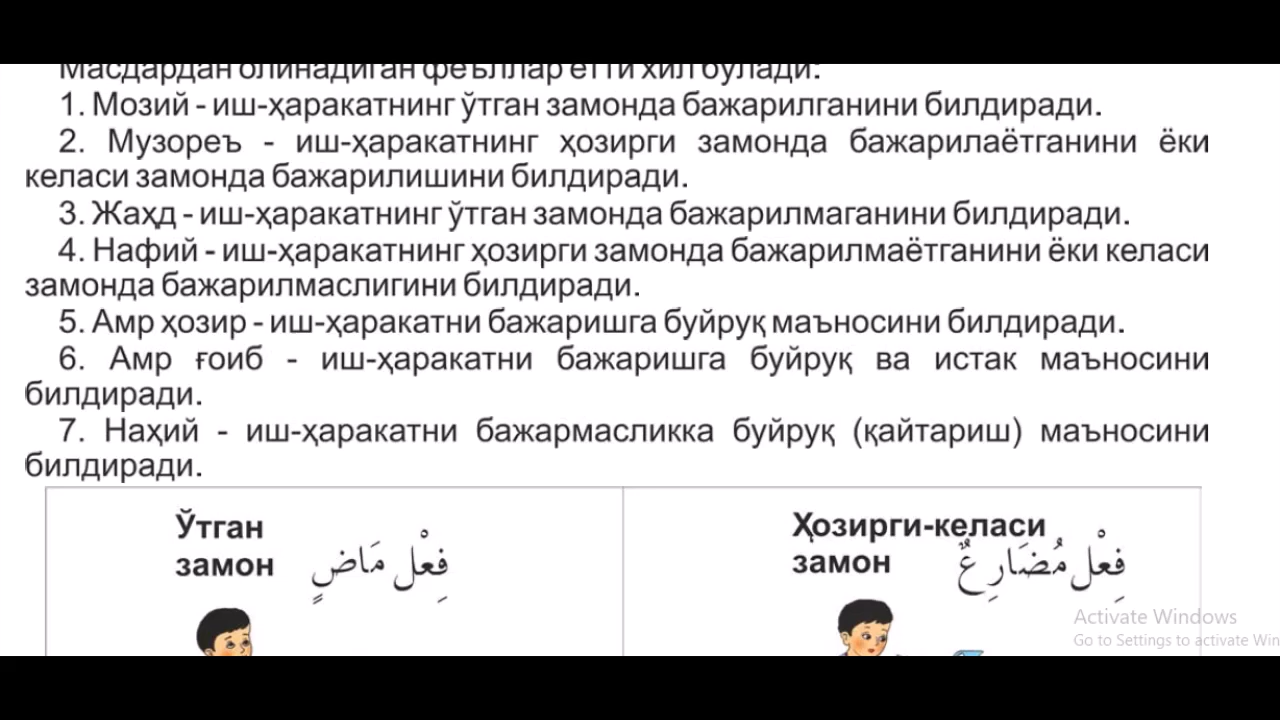 Масдардан олинадиган феъллар етти хил бўлади:
1. Мозий - иш-ҳаракатнинг ўтган замонда бажарилганини билдиради.
2. Музореъ - иш-ҳаракатнинг ҳозирги замонда бажарилаётганини ёки
келаси замонда бажарилишини билдиради.
3. Жаҳд - иш-ҳаракатнинг ўтган замонда бажарилмаганини билдиради.
4. Нафий - иш-ҳаракатнинг ҳозирги замонда бажарилмаётганини ёки келаси
замонда бажарилмаслигини билдиради.
5. Амр ҳозир - иш-ҳаракатни бажаришга буйруқ маъносини билдиради.
6. Амр ғоиб - иш-ҳаракатни бажаришга буйруқ ва истак маъносини
билдиради.
7. Наҳий - иш-ҳаракатни бажармасликка буйруқ (қайтариш) маъносини
билдиради.
Ўтган
замон فِعْل مَاضٍ
Ҳозирги-келаси
замон فِعْل مُضَارِعٌ
Activate Windows
Go to Settings to activate Win